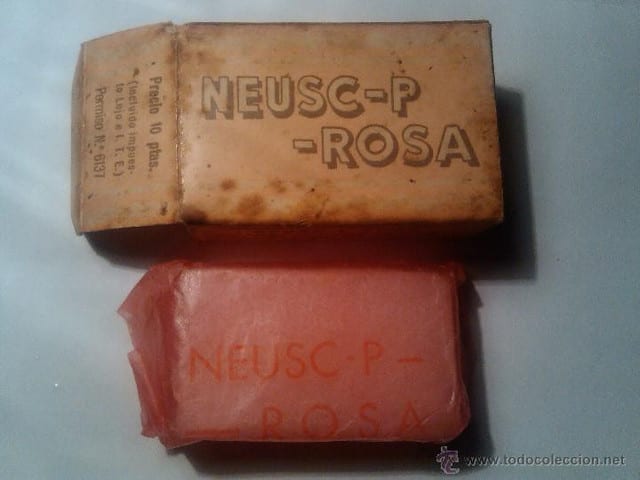 Precio 10 ptas.
(incluido impues-
to Lujo e I. T. E.)
Permiso N.º 6137
NEUSC-P
-ROSA
NEUSC-P-
-ROSA
www.todocoleccion.net